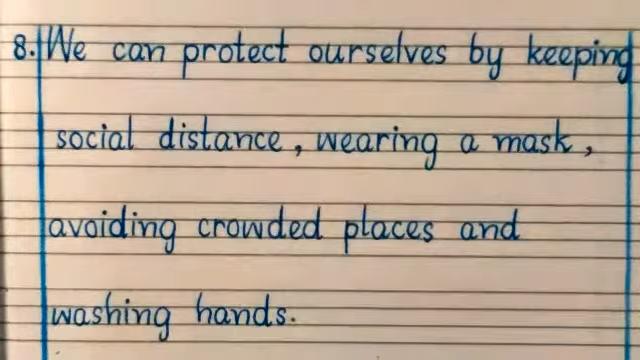 8. We can protect ourselves by keeping
social distance, wearing a mask,
avoiding crowded places and
washing hands.